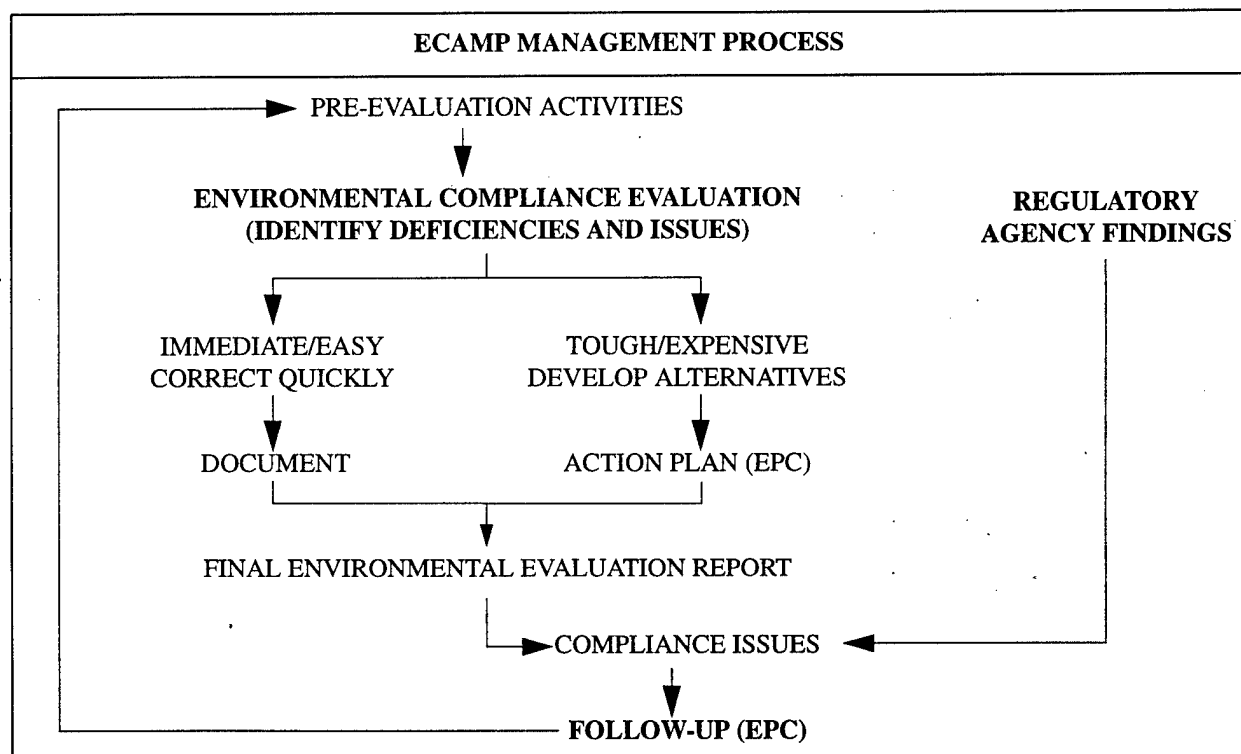 ECAMP MANAGEMENT PROCESS
PRE-EVALUATION ACTIVITIES
ENVIRONMENTAL COMPLIANCE EVALUATION
(IDENTIFY DEFICIENCIES AND ISSUES)
REGULATORY
AGENCY FINDINGS
IMMEDIATE/EASY
CORRECT QUICKLY
TOUGH/EXPENSIVE
DEVELOP ALTERNATIVES
DOCUMENT
ACTION PLAN (EPC)
FINAL ENVIRONMENTAL EVALUATION REPORT
COMPLIANCE ISSUES
FOLLOW-UP (EPC)